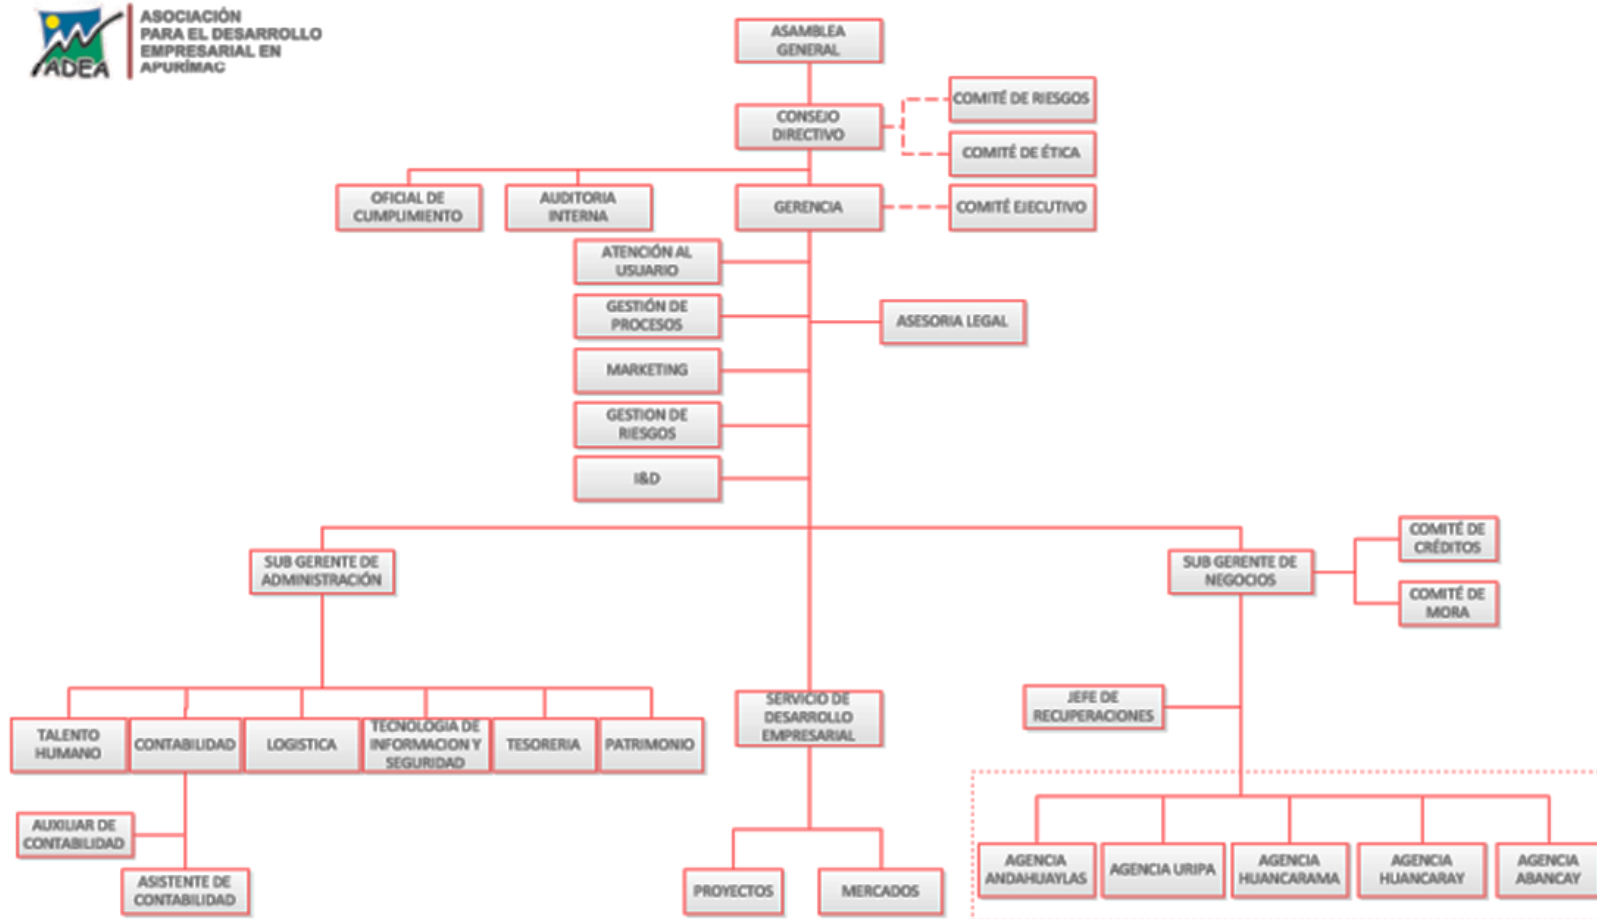 ADEA
ASOCIACIÓN
PARA EL DESARROLLO
EMPRESARIAL EN
APURÍMAC
ASAMBLEA
GENERAL
CONSEJO
DIRECTIVO
COMITÉ DE RIESGOS
COMITÉ DE ÉTICA
OFICIAL DE
CUMPLIMIENTO
AUDITORIA
INTERNA
GERENCIA
COMITÉ EJECUTIVO
ATENCIÓN AL
USUARIO
GESTIÓN DE
PROCESOS
ASESORIA LEGAL
MARKETING
GESTION DE
RIESGOS
I&D
SUB GERENTE DE
ADMINISTRACIÓN
SUB GERENTE DE
NEGOCIOS
COMITÉ DE
CRÉDITOS
COMITÉ DE
MORA
TALENTO
HUMANO
CONTABILIDAD
LOGISTICA
TECNOLOGIA DE
INFORMACION Y
SEGURIDAD
TESORERIA
PATRIMONIO
SERVICIO DE
DESARROLLO
EMPRESARIAL
JEFE DE
RECUPERACIONES
AUXILIAR DE
CONTABILIDAD
ASISTENTE DE
CONTABILIDAD
PROYECTOS
MERCADOS
AGENCIA
ANDAHUAYLAS
AGENCIA URIPA
AGENCIA
HUANCARAMA
AGENCIA
HUANCARAY
AGENCIA
ABANCAY